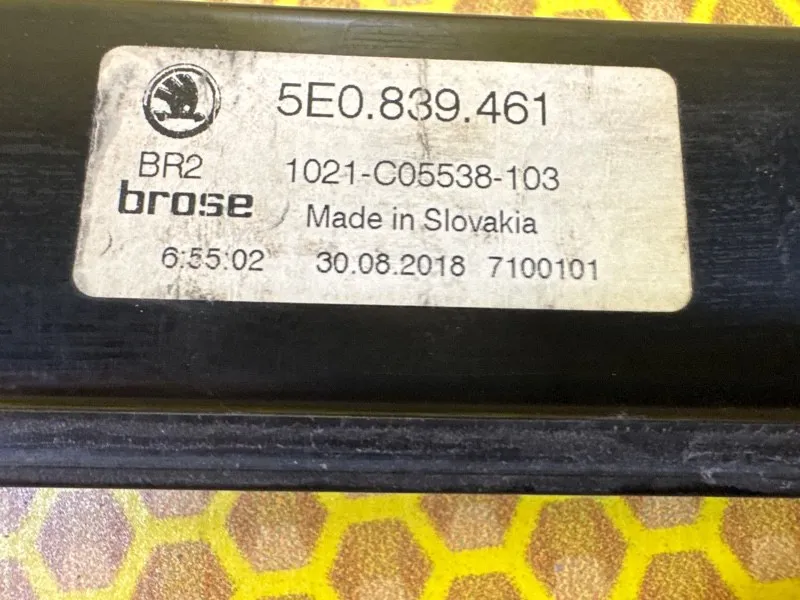 5E0.839.461
BR2 1021-C05538-103
brose Made in Slovakia
6:55:02 30.08.2018 7100101